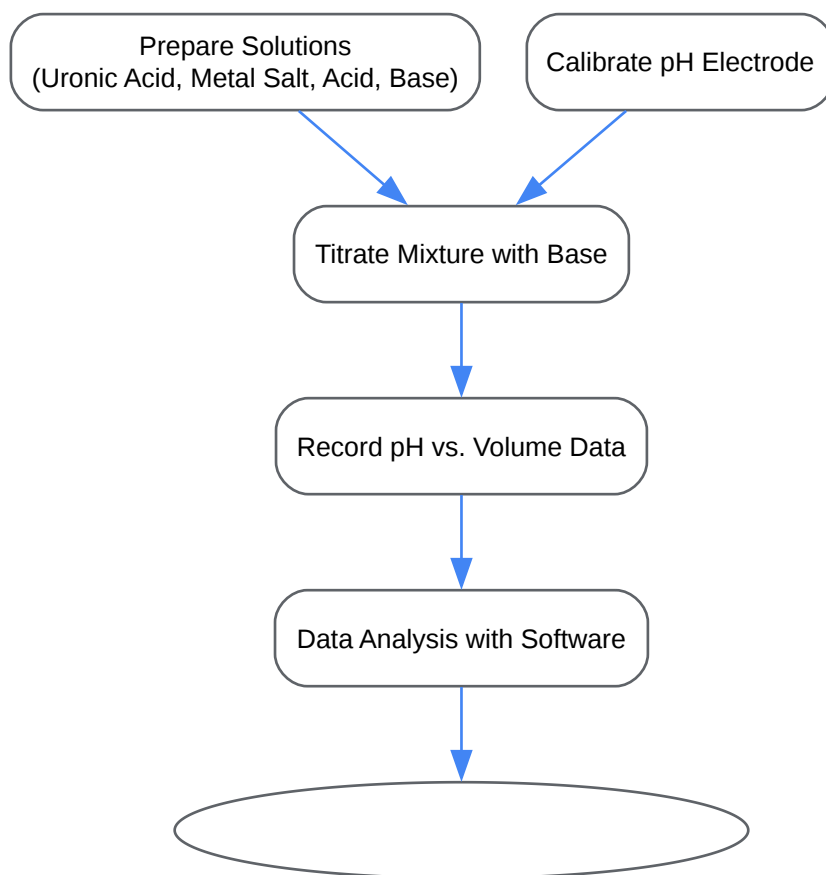 Prepare Solutions
(Uronic Acid, Metal Salt, Acid, Base)
Calibrate pH Electrode
Titrate Mixture with Base
Record pH vs. Volume Data
Data Analysis with Software